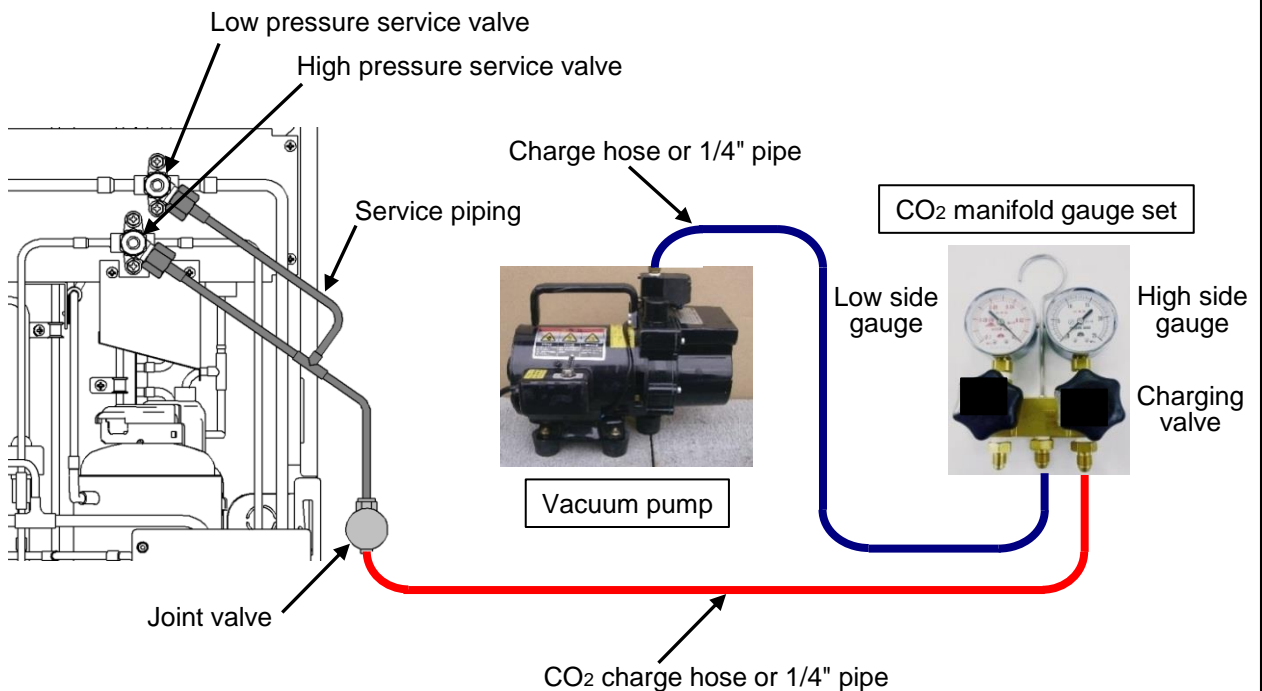 Low pressure service valve
High pressure service valve
Charge hose or 1/4" pipe
CO2 manifold gauge set
Service piping
Low side
gauge
High side
gauge
Charging
valve
Vacuum pump
Joint valve
CO2 charge hose or 1/4" pipe